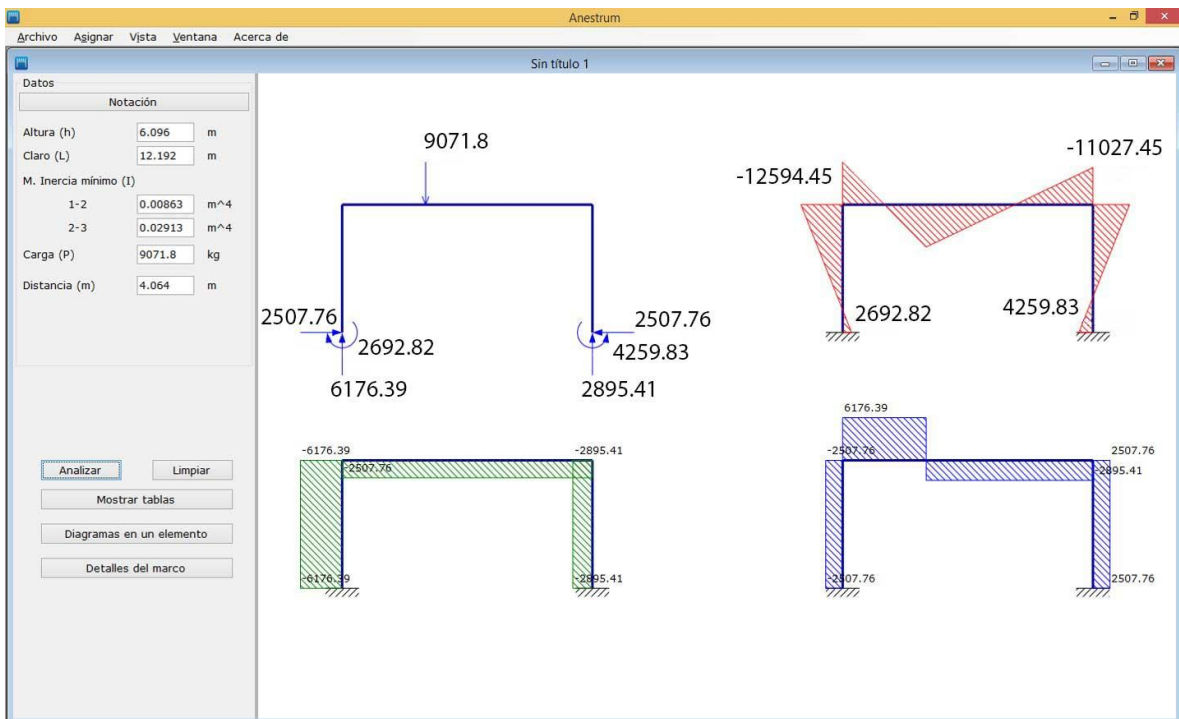 Anestrum
Archivo Asignar Vista Ventana Acerca de
Sin título 1
Datos
Notación
Altura (h) 6.096 m
Claro (L) 12.192 m
M. Inercia mínimo (I)
1-2 0.00863 m^4
2-3 0.02913 m^4
Carga (P) 9071.8 kg
Distancia (m) 4.064 m
Analizar Limpiar
Mostrar tablas
Diagramas en un elemento
Detalles del marco
9071.8
2507.76 2507.76
2692.82 4259.83
6176.39 2895.41
-12594.45 -11027.45
2692.82 4259.83
-6176.39 -2895.41
-2507.76
-6176.39 -2895.41
6176.39
-2507.76 2507.76
-2895.41
-2507.76 2507.76